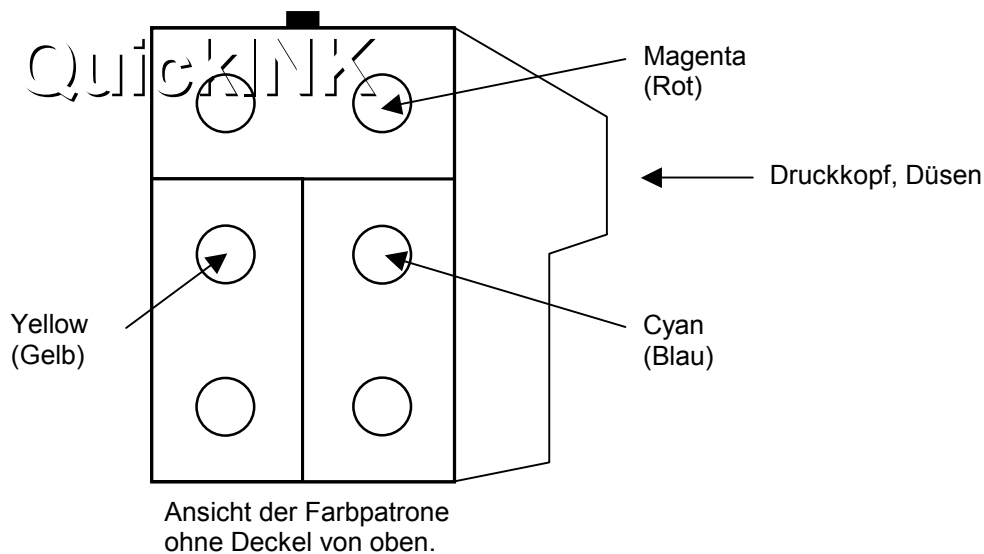 QuickINK
Magenta
(Rot)
Druckkopf, Düsen
Yellow
(Gelb)
Cyan
(Blau)
Ansicht der Farbpatrone
ohne Deckel von oben.